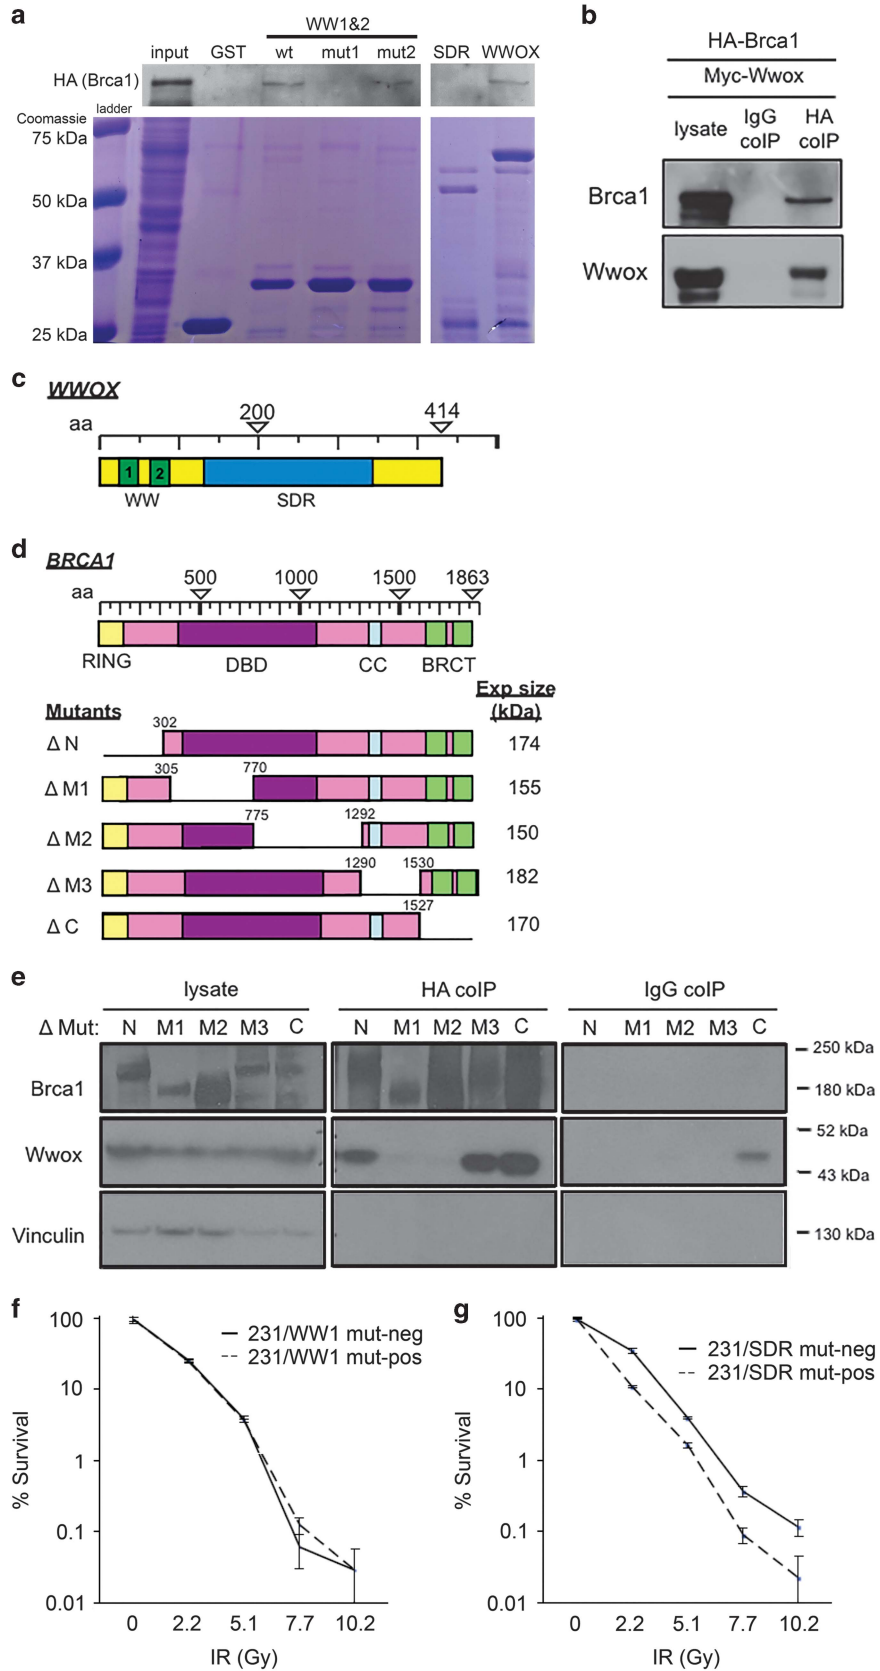 a
WW1&2
input GST wt mut1 mut2 SDR WWOX
HA (Brca1)
ladder
Coomassie
75 kDa
50 kDa
37 kDa
25 kDa
b
HA-Brca1
Myc-Wwox
lysate IgG coIP HA coIP
Brca1
Wwox
c
WWOX
aa 200 414
1 2
WW SDR
d
BRCA1
aa 500 1000 1500 1863
RING DBD CC BRCT
Exp size
(kDa)
Mutants
302
Δ N 174
305 770
Δ M1 155
775 1292
Δ M2 150
1290 1530
Δ M3 182
1527
Δ C 170
e
lysate HA coIP IgG coIP
Δ Mut: N M1 M2 M3 C N M1 M2 M3 C N M1 M2 M3 C
250 kDa
Brca1 180 kDa
52 kDa
Wwox
43 kDa
Vinculin 130 kDa
f
100
10
1
0.1
0.01
% Survival
231/WW1 mut-neg
231/WW1 mut-pos
0 2.2 5.1 7.7 10.2
IR (Gy)
g
100
10
1
0.1
0.01
% Survival
231/SDR mut-neg
231/SDR mut-pos
0 2.2 5.1 7.7 10.2
IR (Gy)